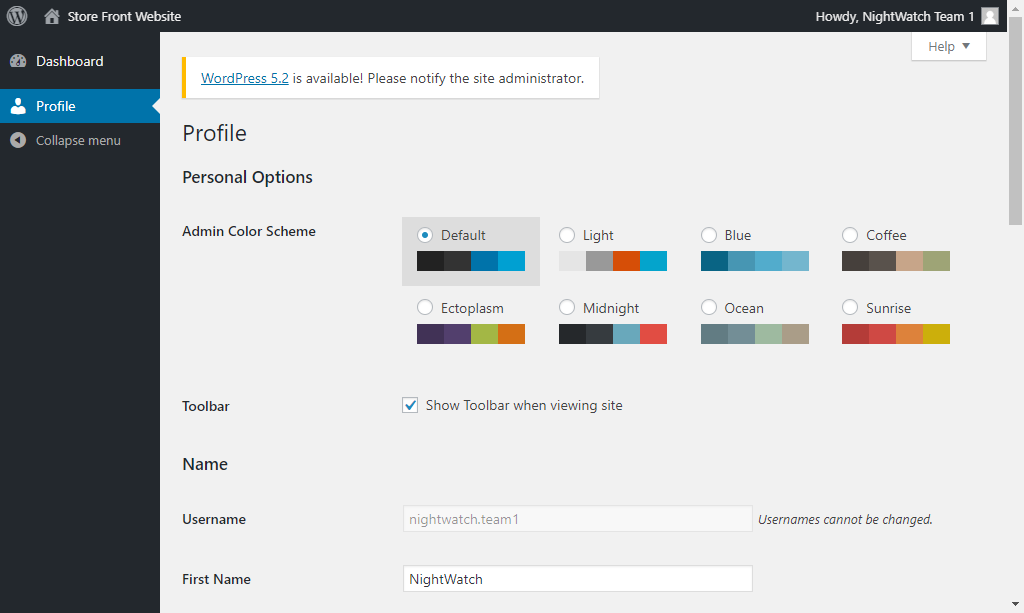 Store Front Website
Howdy, NightWatch Team 1
Help
Dashboard
Profile
Collapse menu
WordPress 5.2 is available! Please notify the site administrator.
Profile
Personal Options
Admin Color Scheme
Default
Light
Blue
Coffee
Ectoplasm
Midnight
Ocean
Sunrise
Toolbar
Show Toolbar when viewing site
Name
Username
nightwatch.team1
Usernames cannot be changed.
First Name
NightWatch